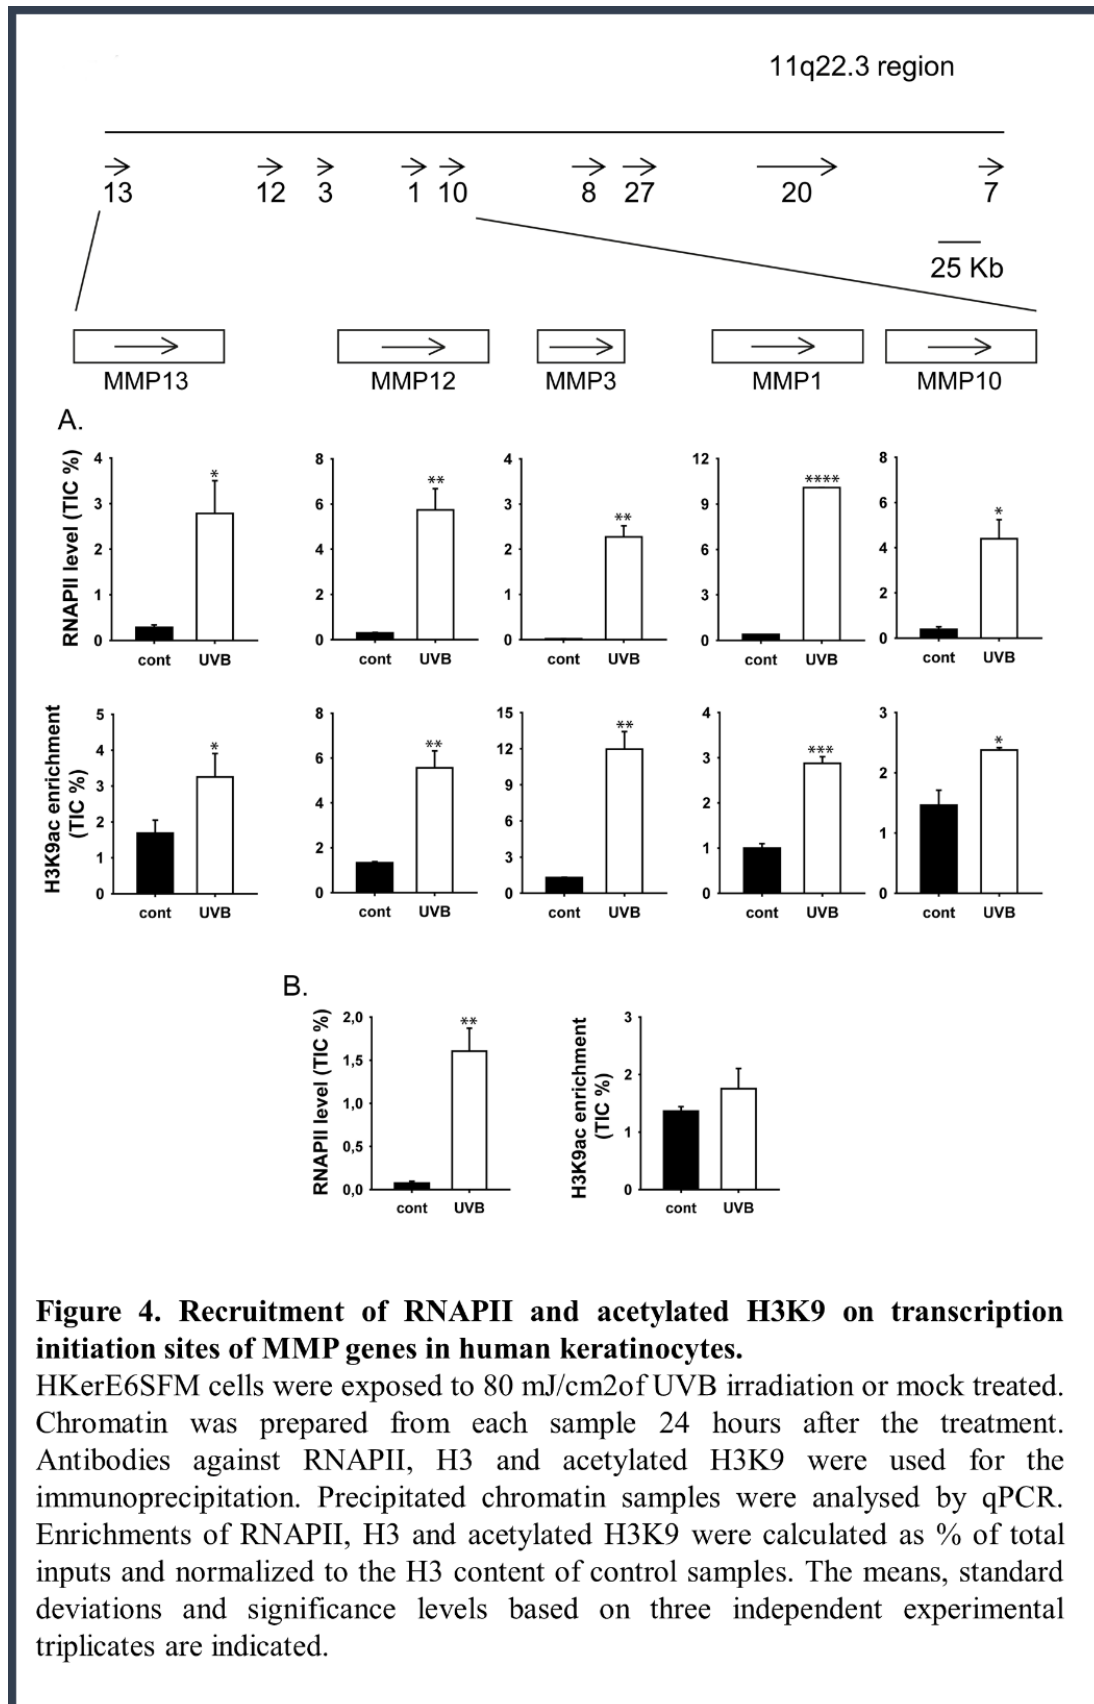 11q22.3 region
13 12 3 1 10 8 27 20 7
25 Kb
MMP13 MMP12 MMP3 MMP1 MMP10
A.
RNAPII level (TIC %)
4 3 2 1 0
*
cont UVB
8 6 4 2 0
**
cont UVB
4 3 2 1 0
**
cont UVB
12 9 6 3 0
****
cont UVB
8 6 4 2 0
*
cont UVB
H3K9ac enrichment
(TIC %)
5 4 3 2 1 0
*
cont UVB
8 6 4 2 0
**
cont UVB
15 12 9 6 3 0
**
cont UVB
4 3 2 1 0
***
cont UVB
3 2 1 0
*
cont UVB
B.
RNAPII level (TIC %)
2,0 1,5 1,0 0,5 0,0
**
cont UVB
H3K9ac enrichment
(TIC %)
3 2 1 0
cont UVB
Figure 4. Recruitment of RNAPII and acetylated H3K9 on transcription
initiation sites of MMP genes in human keratinocytes.
HKerE6SFM cells were exposed to 80 mJ/cm2of UVB irradiation or mock treated.
Chromatin was prepared from each sample 24 hours after the treatment.
Antibodies against RNAPII, H3 and acetylated H3K9 were used for the
immunoprecipitation. Precipitated chromatin samples were analysed by qPCR.
Enrichments of RNAPII, H3 and acetylated H3K9 were calculated as % of total
inputs and normalized to the H3 content of control samples. The means, standard
deviations and significance levels based on three independent experimental
triplicates are indicated.